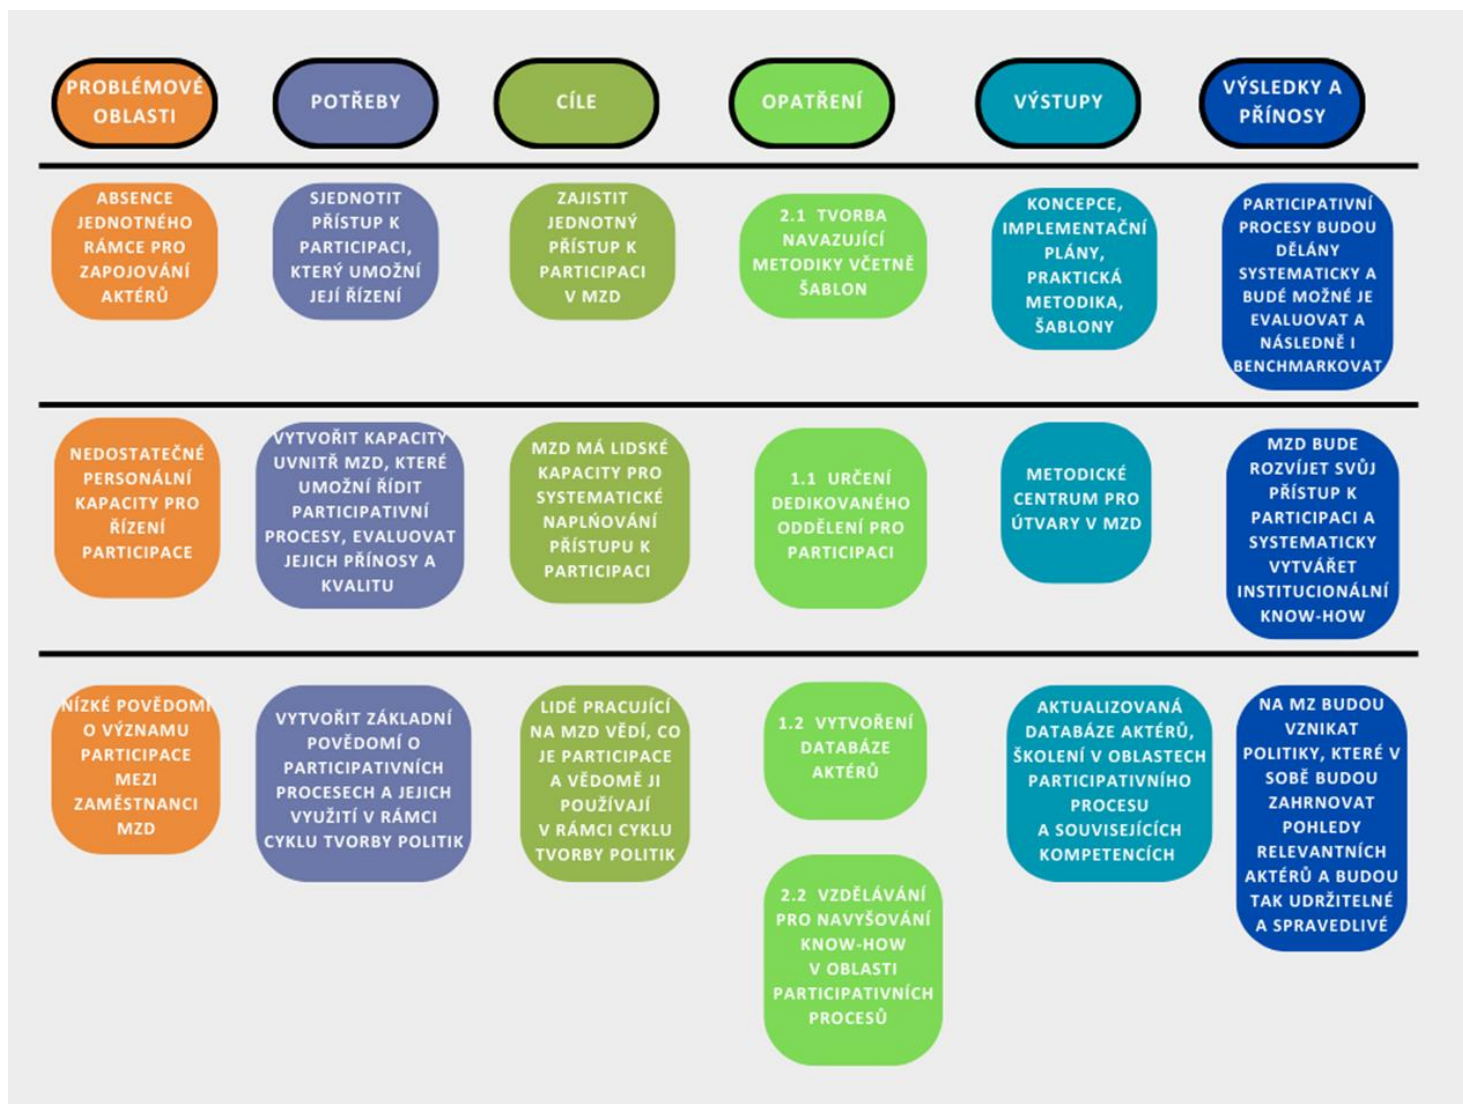 PROBLÉMOVÉ
OBLASTI
POTŘEBY
CÍLE
OPATŘENÍ
VÝSTUPY
VÝSLEDKY A
PŘÍNOSY
ABSENCE
JEDNOTNÉHO
RÁMCE PRO
ZAPOJOVÁNÍ
AKTÉRŮ
SJEDNOTIT
PŘÍSTUP K
PARTICIPACI,
KTERÝ UMOŽNÍ
JEJÍ ŘÍZENÍ
ZAJISTIT
JEDNOTNÝ
PŘÍSTUP K
PARTICIPACI
V MZD
2.1 TVORBA
NAVAZUJÍCÍ
METODIKY VČETNĚ
ŠABLON
KONCEPCE,
IMPLEMENTAČNÍ
PLÁNY,
PRAKTICKÁ
METODIKA,
ŠABLONY
PARTICIPATIVNÍ
PROCESY BUDOU
DĚLÁNY
SYSTEMATICKY A
BUDÉ MOŽNÉ JE
EVALUOVAT A
NÁSLEDNĚ I
BENCHMARKOVAT
NEDOSTATEČNÉ
PERSONÁLNÍ
KAPACITY PRO
ŘÍZENÍ
PARTICIPACE
VYTVOŘIT KAPACITY
UVNITŘ MZD, KTERÉ
UMOŽNÍ ŘÍDIT
PARTICIPATIVNÍ
PROCESY, EVALUOVAT
JEJICH PŘÍNOSY A
KVALITU
MZD MÁ LIDSKÉ
KAPACITY PRO
SYSTEMATICKÉ
NAPLŃOVÁNÍ
PŘÍSTUPU K
PARTICIPACI
1.1 URČENÍ
DEDIKOVANÉHO
ODDĚLENÍ PRO
PARTICIPACI
METODICKÉ
CENTRUM PRO
ÚTVARY V MZD
MZD BUDE
ROZVÍJET SVŮJ
PŘÍSTUP K
PARTICIPACI A
SYSTEMATICKY
VYTVÁŘET
INSTITUCIONÁLNÍ
KNOW-HOW
NÍZKÉ POVĚDOMÍ
O VÝZNAMU
PARTICIPACE
MEZI
ZAMĚSTNANCI
MZD
VYTVOŘIT ZÁKLADNÍ
POVĚDOMÍ O
PARTICIPATIVNÍCH
PROCESECH A JEJICH
VYUŽITÍ V RÁMCI
CYKLU TVORBY POLITIK
LIDÉ PRACUJÍCÍ
NA MZD VĚDÍ, CO
JE PARTICIPACE
A VĚDOMĚ JI
POUŽÍVAJÍ
V RÁMCI CYKLU
TVORBY POLITIK
1.2 VYTVOŘENÍ
DATABÁZE
AKTÉRŮ
2.2 VZDĚLÁVÁNÍ
PRO NAVYŠOVÁNÍ
KNOW-HOW
V OBLASTI
PARTICIPATIVNÍCH
PROCESŮ
AKTUALIZOVANÁ
DATABÁZE AKTÉRŮ,
ŠKOLENÍ V OBLASTECH
PARTICIPATIVNÍHO
PROCESU
A SOUVISEJÍCÍCH
KOMPETENCÍCH
NA MZ BUDOU
VZNIKAT
POLITIKY, KTERÉ V
SOBĚ BUDOU
ZAHRNOVAT
POHLEDY
RELEVANTNÍCH
AKTÉRŮ A BUDOU
TAK UDRŽITELNÉ
A SPRAVEDLIVÉ